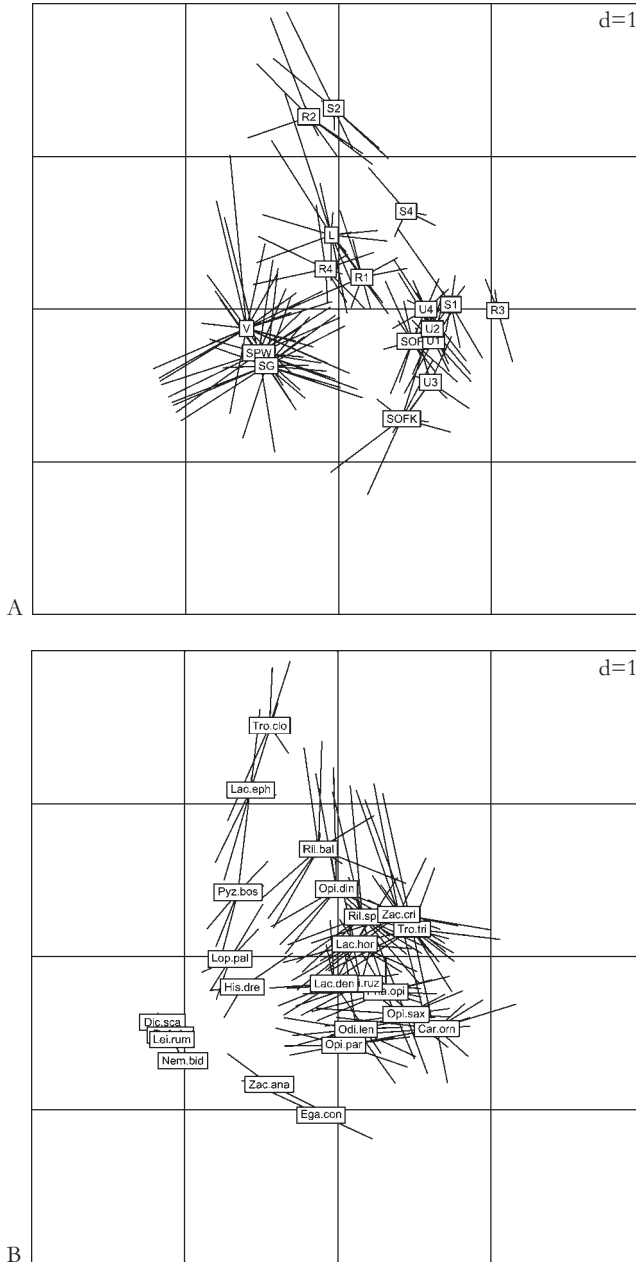 d=1
S2
R2
S4
L
R4
R1
S1
U4
R3
V
U2
U1
SPW
SG
U3
SOFK
A
d=1
Tro.clo
Lac.eph
Ril.bal
Pyz.bos
Opi.din
Ril.sp
Zac.cri
Tro.tri
Lac.hor
Lop.pal
His.dre
Lac.den
i.ruz
opi
Opi.sax
Dic.sca
Lei.rum
Odi.len
Car.orn
Opi.par
Nem.bid
Zac.ana
Ega.con
B